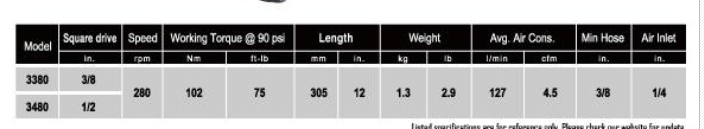 Model Square drive Speed Working Torque @ 90 psi Length Weight Avg. Air Cons. Min Hose Air Inlet
in. rpm Nm ft-lb mm in. kg lb l/min cfm in. in.
3380 3/8 280 102 75 305 12 1.3 2.9 127 4.5 3/8 1/4
3480 1/2
Listed specifications are for reference only. Please check our website for update